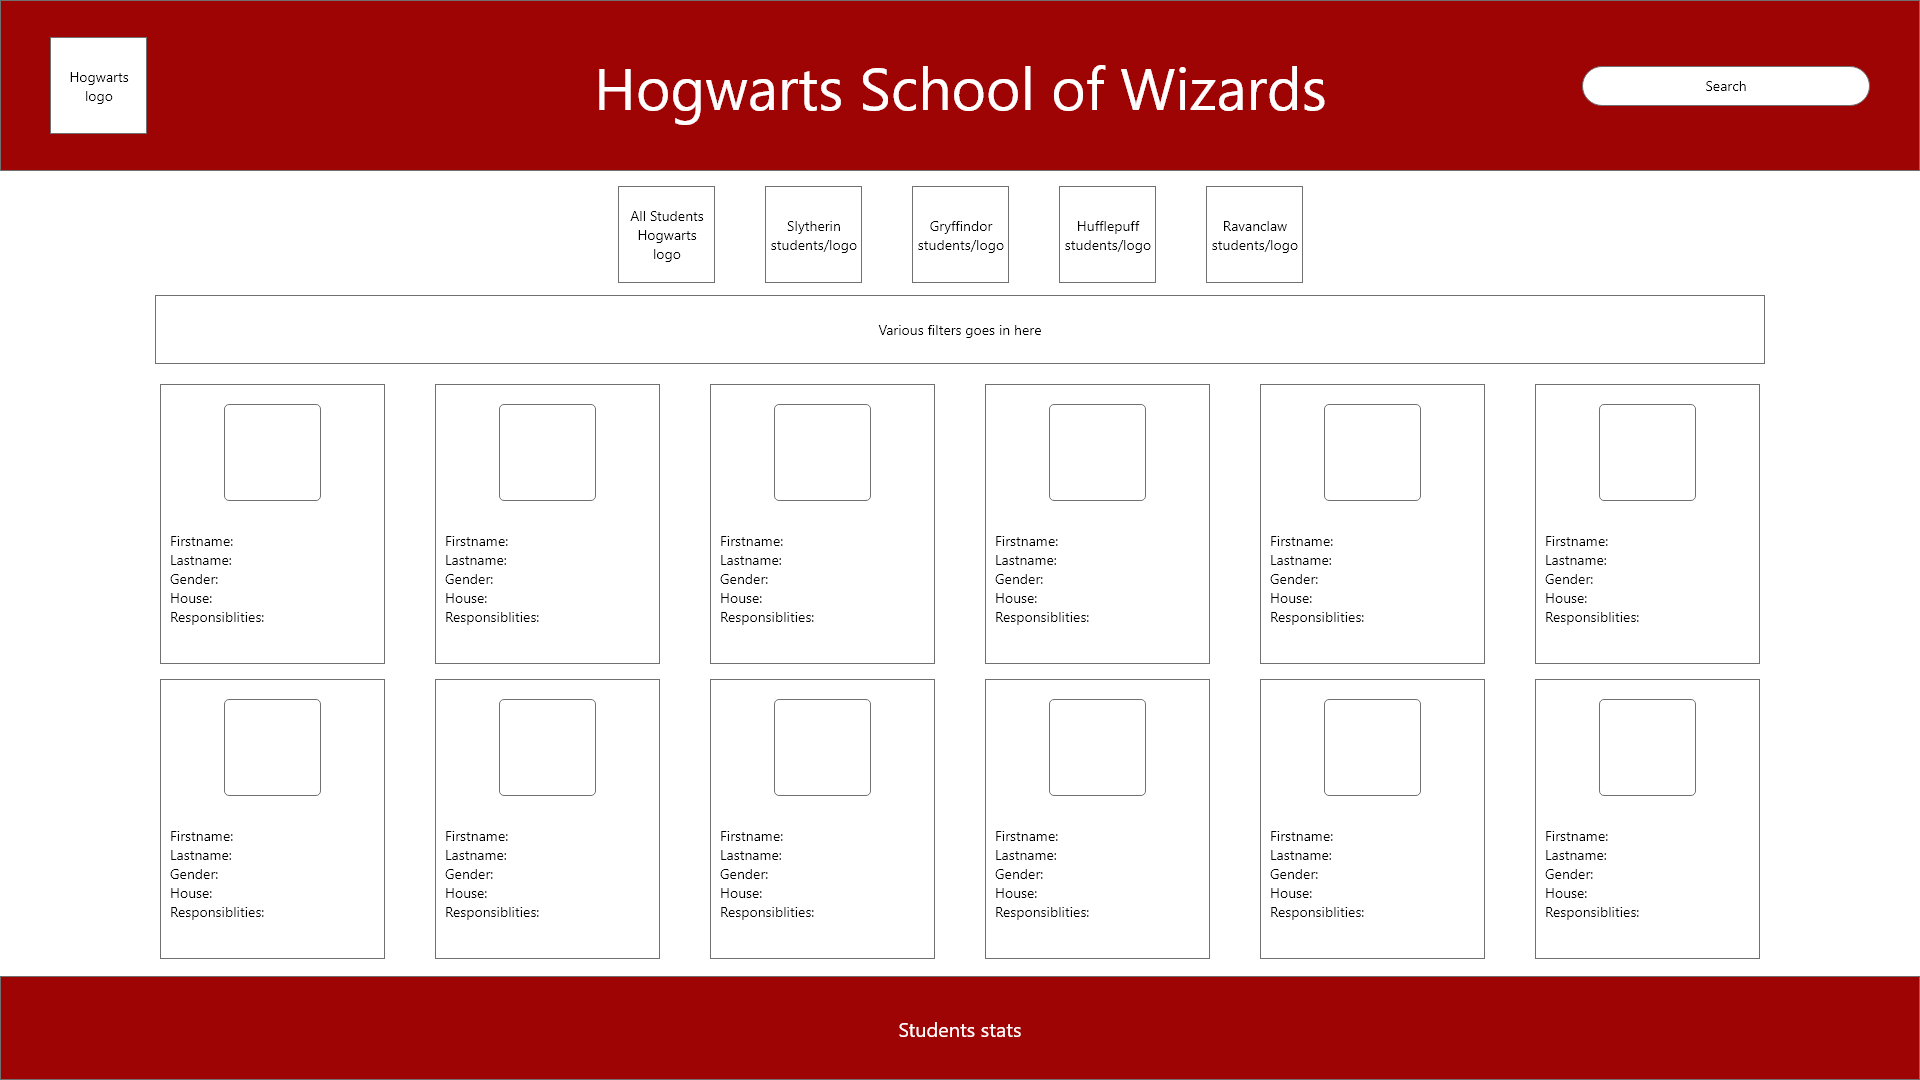 Hogwarts
logo
Hogwarts School of Wizards
Search
All Students
Hogwarts
logo
Slytherin
students/logo
Gryffindor
students/logo
Hufflepuff
students/logo
Ravanclaw
students/logo
Various filters goes in here
Firstname:
Lastname:
Gender:
House:
Responsiblities:
Firstname:
Lastname:
Gender:
House:
Responsiblities:
Firstname:
Lastname:
Gender:
House:
Responsiblities:
Firstname:
Lastname:
Gender:
House:
Responsiblities:
Firstname:
Lastname:
Gender:
House:
Responsiblities:
Firstname:
Lastname:
Gender:
House:
Responsiblities:
Firstname:
Lastname:
Gender:
House:
Responsiblities:
Firstname:
Lastname:
Gender:
House:
Responsiblities:
Firstname:
Lastname:
Gender:
House:
Responsiblities:
Firstname:
Lastname:
Gender:
House:
Responsiblities:
Firstname:
Lastname:
Gender:
House:
Responsiblities:
Firstname:
Lastname:
Gender:
House:
Responsiblities:
Students stats